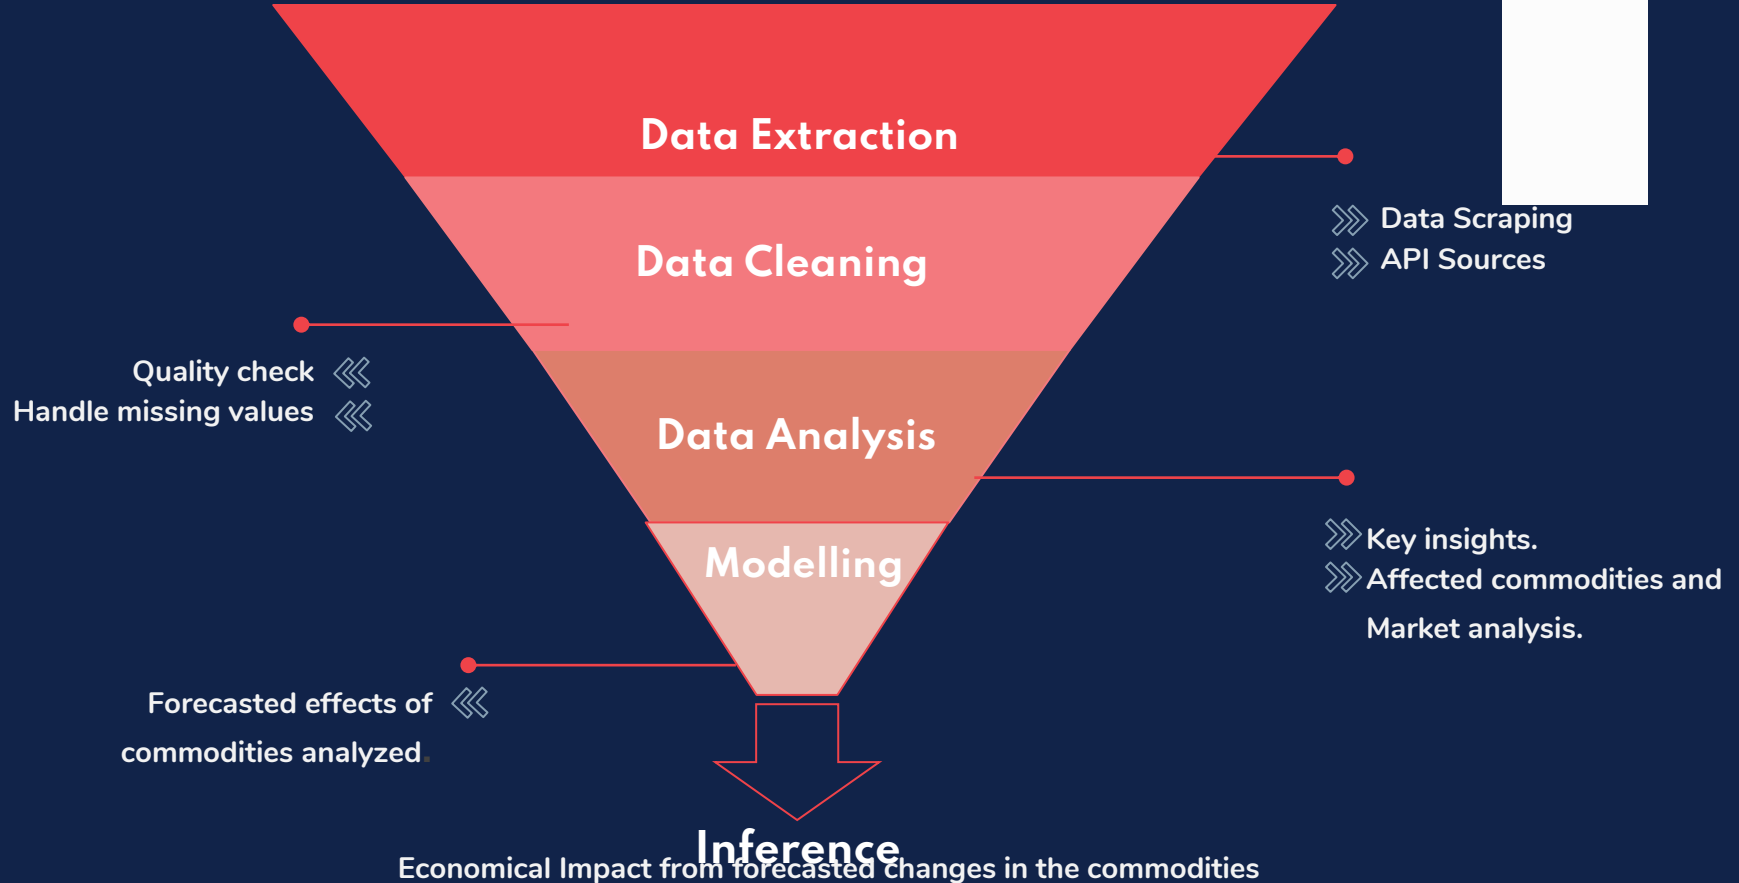 Data Extraction
Data Scraping
API Sources
Data Cleaning
Quality check
Handle missing values
Data Analysis
Key insights.
Affected commodities and
Market analysis.
Modelling
Forecasted effects of
commodities analyzed.
Inference
Economical Impact from forecasted changes in the commodities